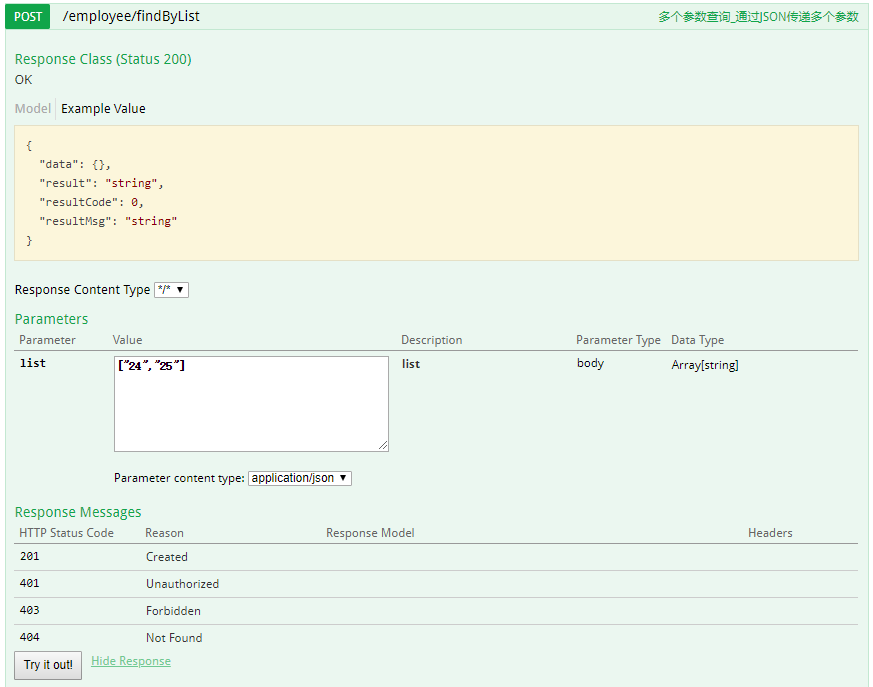 POST /employee/findByList 多个参数查询_通过JSON传递多个参数
Response Class (Status 200)
OK
Model Example Value
{
"data": {},
"result": "string",
"resultCode": 0,
"resultMsg": "string"
}
Response Content Type */* ▼
Parameters
Parameter Value Description Parameter Type Data Type
list ["24","25"] list body Array[string]
Parameter content type: application/json ▼
Response Messages
HTTP Status Code Reason Response Model Headers
201 Created
401 Unauthorized
403 Forbidden
404 Not Found
Try it out! Hide Response